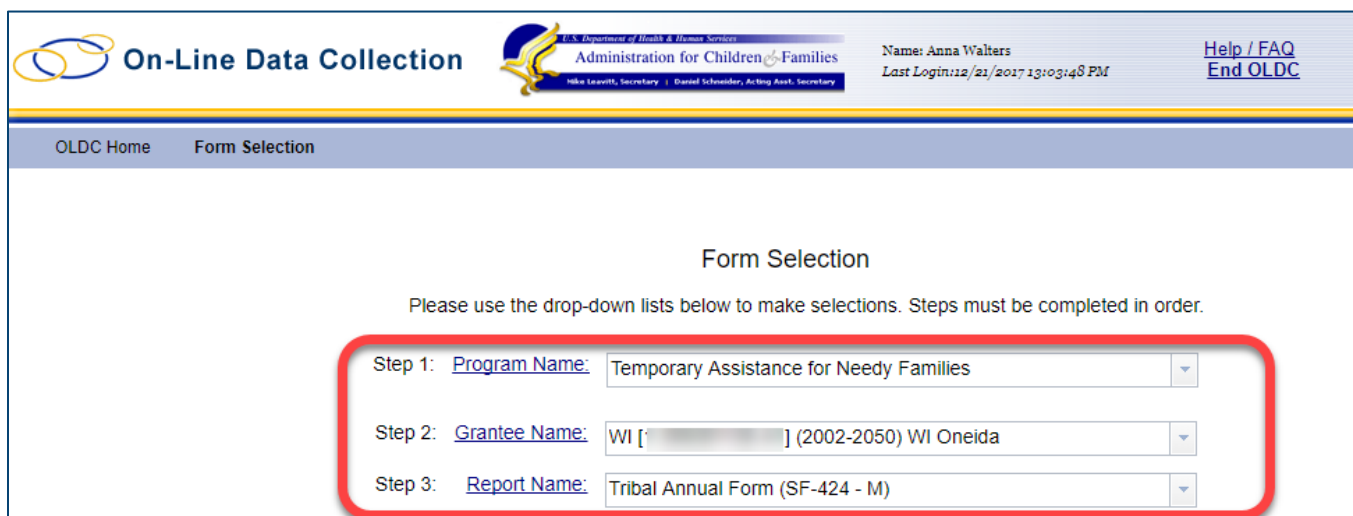 On-Line Data Collection
U.S. Department of Health & Human Services
Administration for Children & Families
Mike Leavitt, Secretary | Daniel Schneider, Acting Asst. Secretary
Name: Anna Walters
Last Login:12/21/2017 13:03:48 PM
Help / FAQ
End OLDC
OLDC Home Form Selection
Form Selection
Please use the drop-down lists below to make selections. Steps must be completed in order.
Step 1: Program Name: Temporary Assistance for Needy Families
Step 2: Grantee Name: WI [ ] (2002-2050) WI Oneida
Step 3: Report Name: Tribal Annual Form (SF-424 - M)